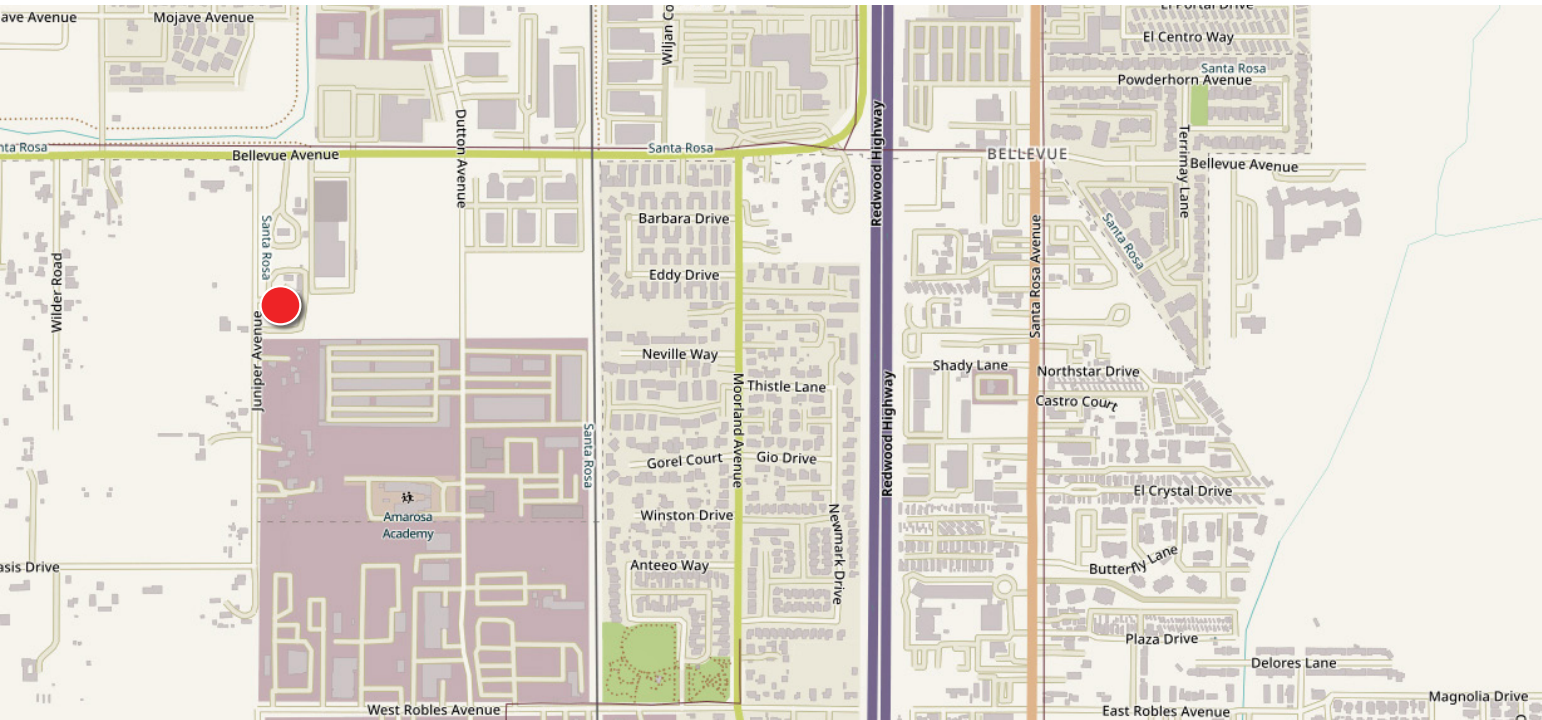 ave Avenue
Mojave Avenue
Wiljan Co
El Portal Drive
El Centro Way
Santa Rosa
Powderhorn Avenue
Dutton Avenue
Redwood Highway
Terrimay Lane
nta Rosa
Bellevue Avenue
Santa Rosa
BELLEVUE
Bellevue Avenue
Santa Rosa
Barbara Drive
Santa Rosa Avenue
Santa Rosa
Wilder Road
Eddy Drive
Juniper Avenue
Neville Way
Shady Lane
Northstar Drive
Moorland Avenue
Thistle Lane
Redwood Highway
Castro Court
Santa Rosa
Gorel Court
Gio Drive
El Crystal Drive
Amarosa
Academy
Winston Drive
Newmark Drive
asis Drive
Anteeo Way
Butterfly Lane
Plaza Drive
Delores Lane
Magnolia Drive
West Robles Avenue
East Robles Avenue